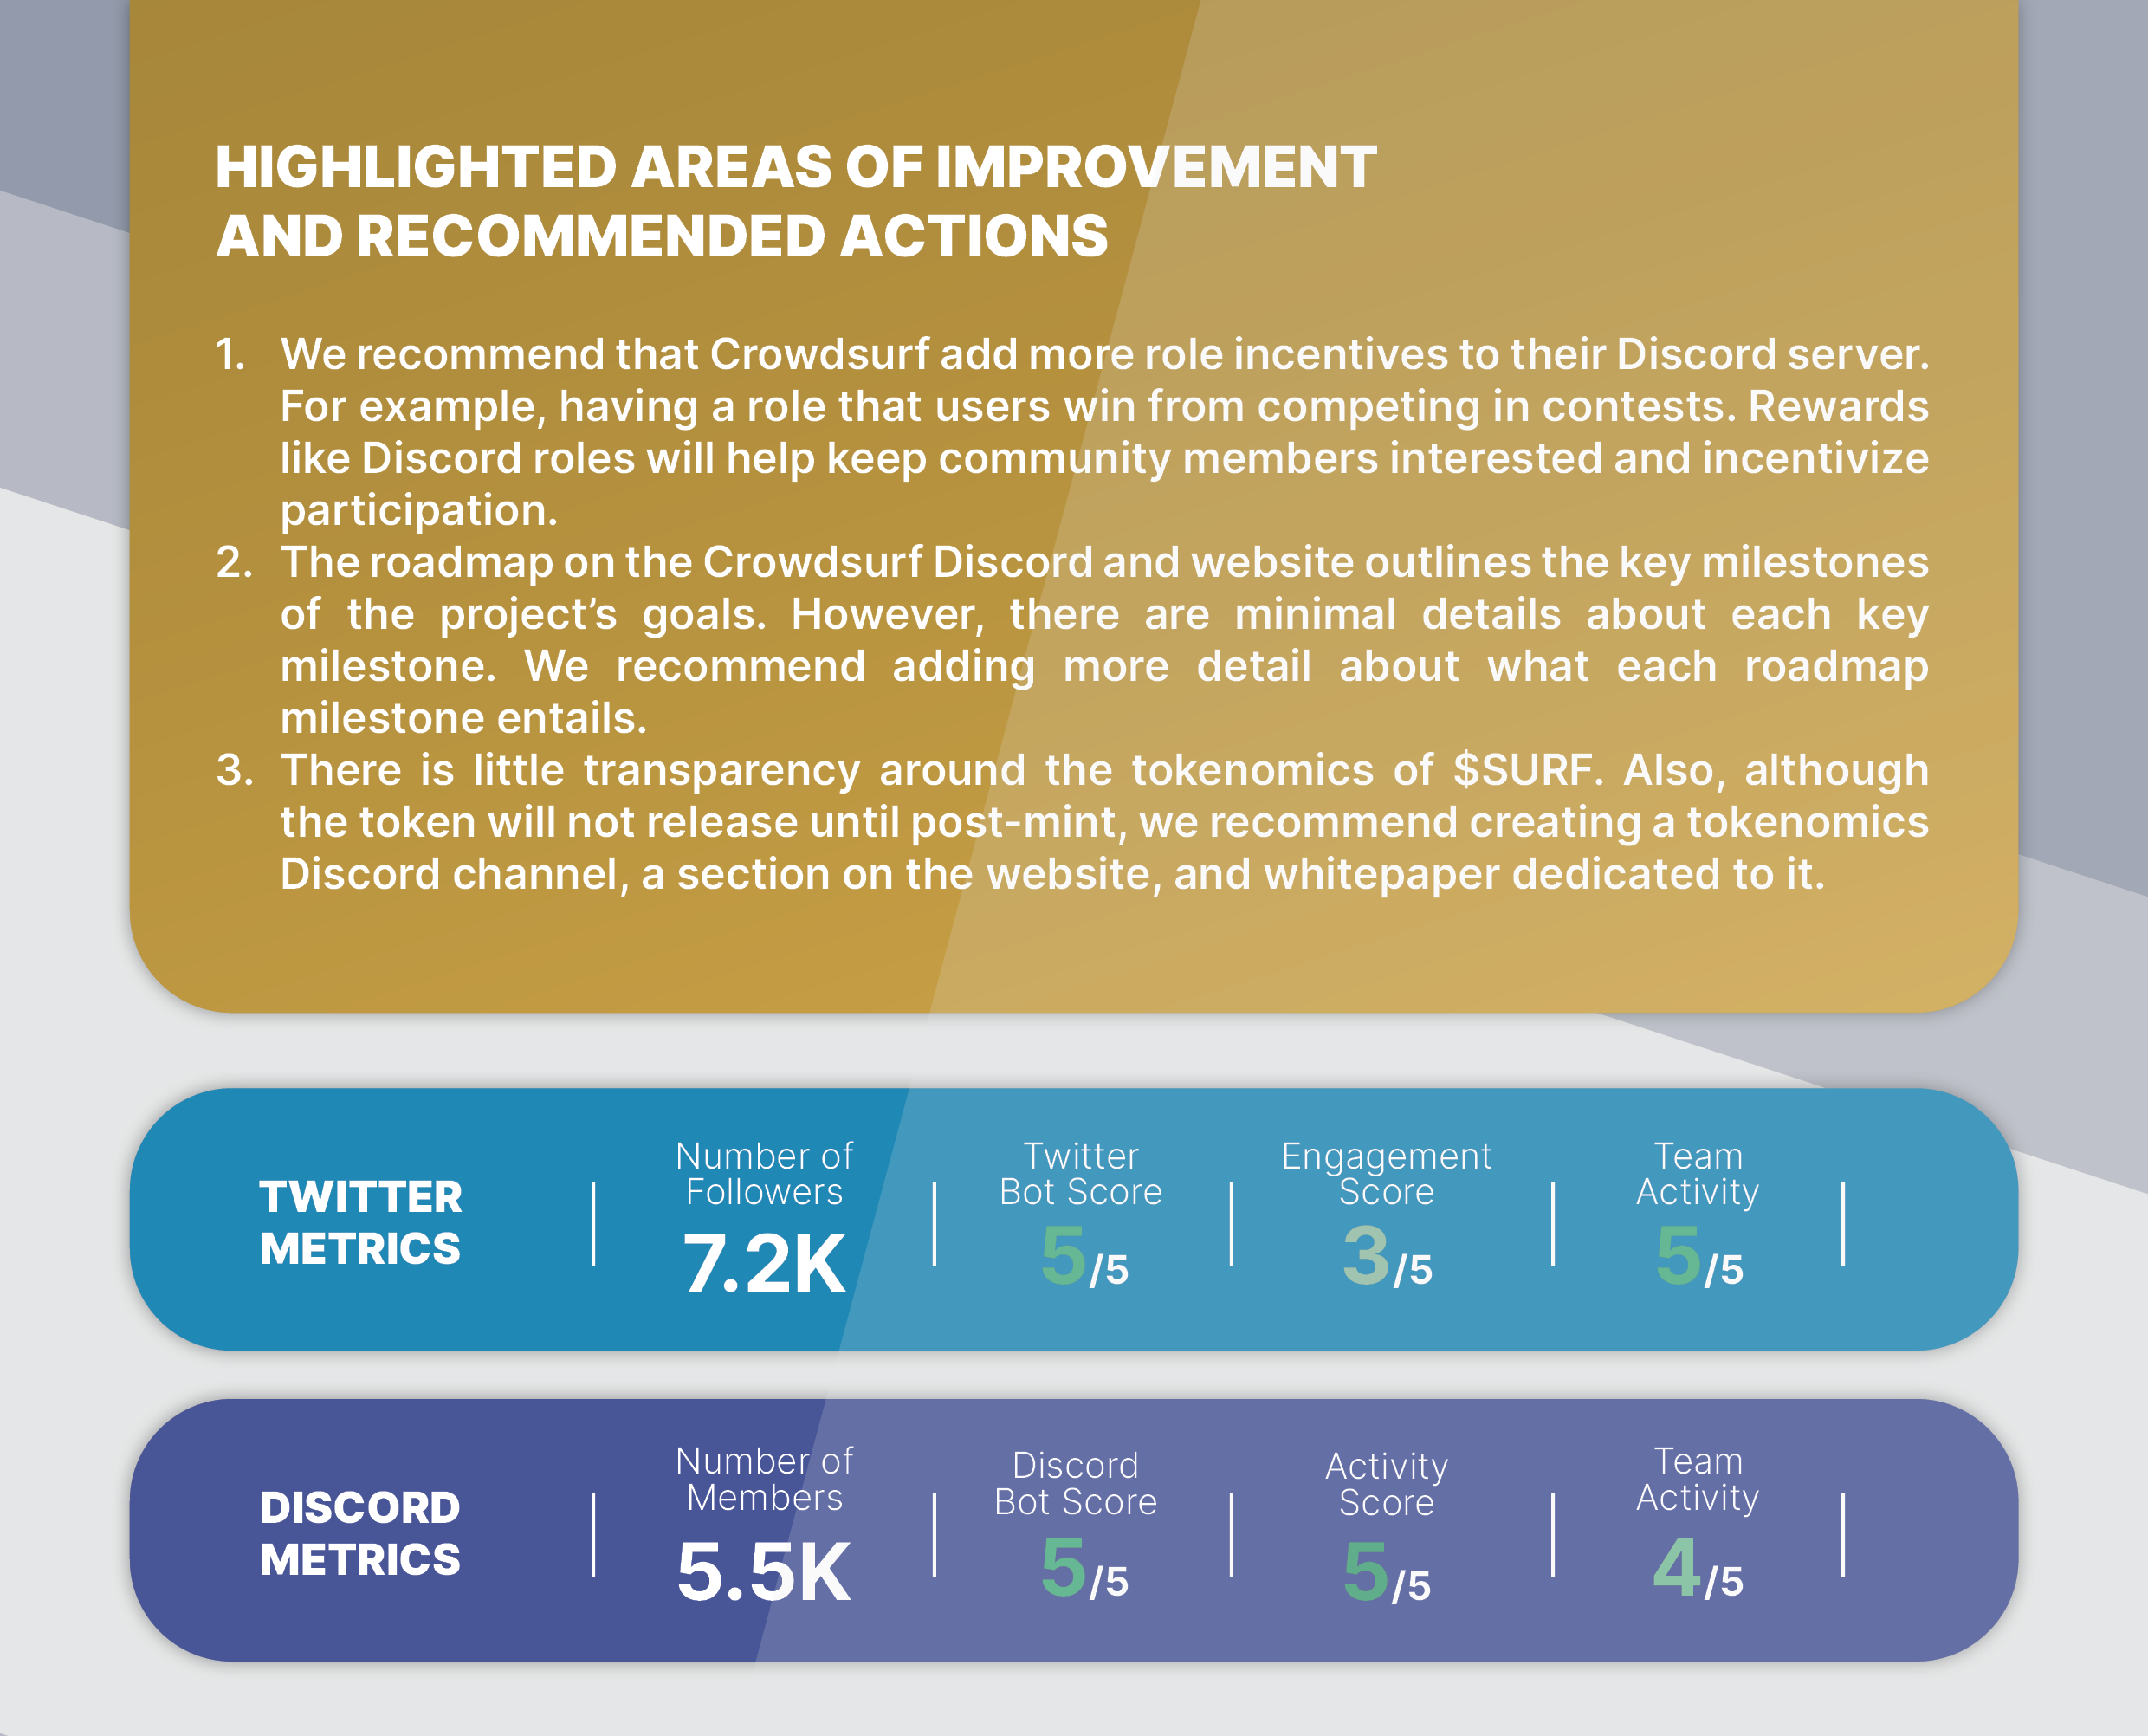 HIGHLIGHTED AREAS OF IMPROVEMENT
AND RECOMMENDED ACTIONS
1. We recommend that Crowdsurf add more role incentives to their Discord server.
For example, having a role that users win from competing in contests. Rewards
like Discord roles will help keep community members interested and incentivize
participation.
2. The roadmap on the Crowdsurf Discord and website outlines the key milestones
of the project’s goals. However, there are minimal details about each key
milestone. We recommend adding more detail about what each roadmap
milestone entails.
3. There is little transparency around the tokenomics of $SURF. Also, although
the token will not release until post-mint, we recommend creating a tokenomics
Discord channel, a section on the website, and whitepaper dedicated to it.
TWITTER
METRICS
Number of
Followers
7.2K
Twitter
Bot Score
5/5
Engagement
Score
3/5
Team
Activity
5/5
DISCORD
METRICS
Number of
Members
5.5K
Discord
Bot Score
5/5
Activity
Score
5/5
Team
Activity
4/5